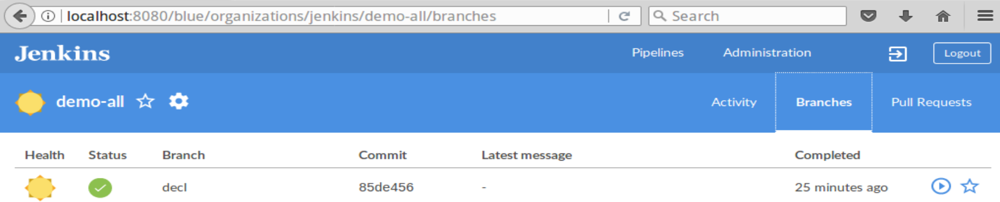 localhost:8080/blue/organizations/jenkins/demo-all/branches Search
Jenkins Pipelines Administration Logout
demo-all Activity Branches Pull Requests
Health Status Branch Commit Latest message Completed
decl 85de456 - 25 minutes ago